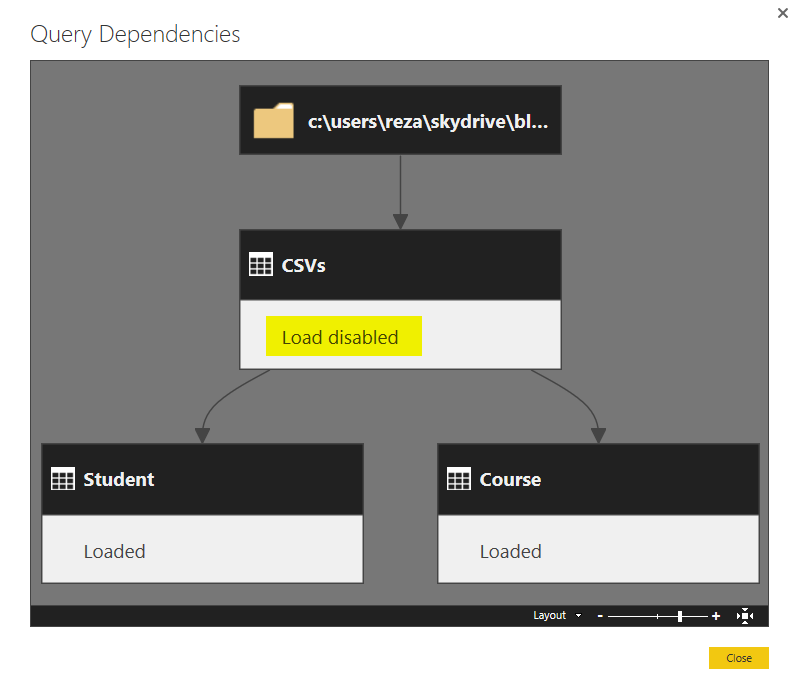 Query Dependencies
c:\users\reza\skydrive\bl...
CSVs
Load disabled
Student
Loaded
Course
Loaded
Layout
Close